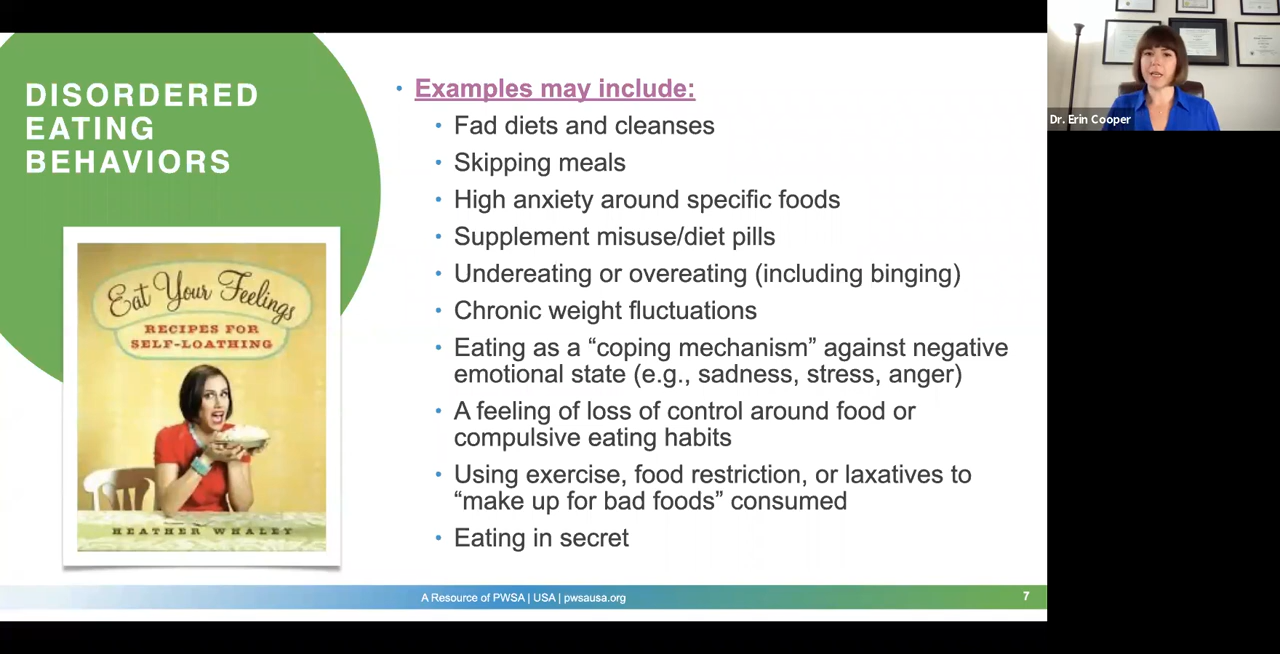 DISORDERED
EATING
BEHAVIORS
Eat Your Feelings
RECIPES FOR
SELF-LOATHING
HEATHER WHALEY
• Examples may include:
• Fad diets and cleanses
• Skipping meals
• High anxiety around specific foods
• Supplement misuse/diet pills
• Undereating or overeating (including binging)
• Chronic weight fluctuations
• Eating as a “coping mechanism” against negative
emotional state (e.g., sadness, stress, anger)
• A feeling of loss of control around food or
compulsive eating habits
• Using exercise, food restriction, or laxatives to
“make up for bad foods” consumed
• Eating in secret
A Resource of PWSA | USA | pwsausa.org
7
Dr. Erin Cooper